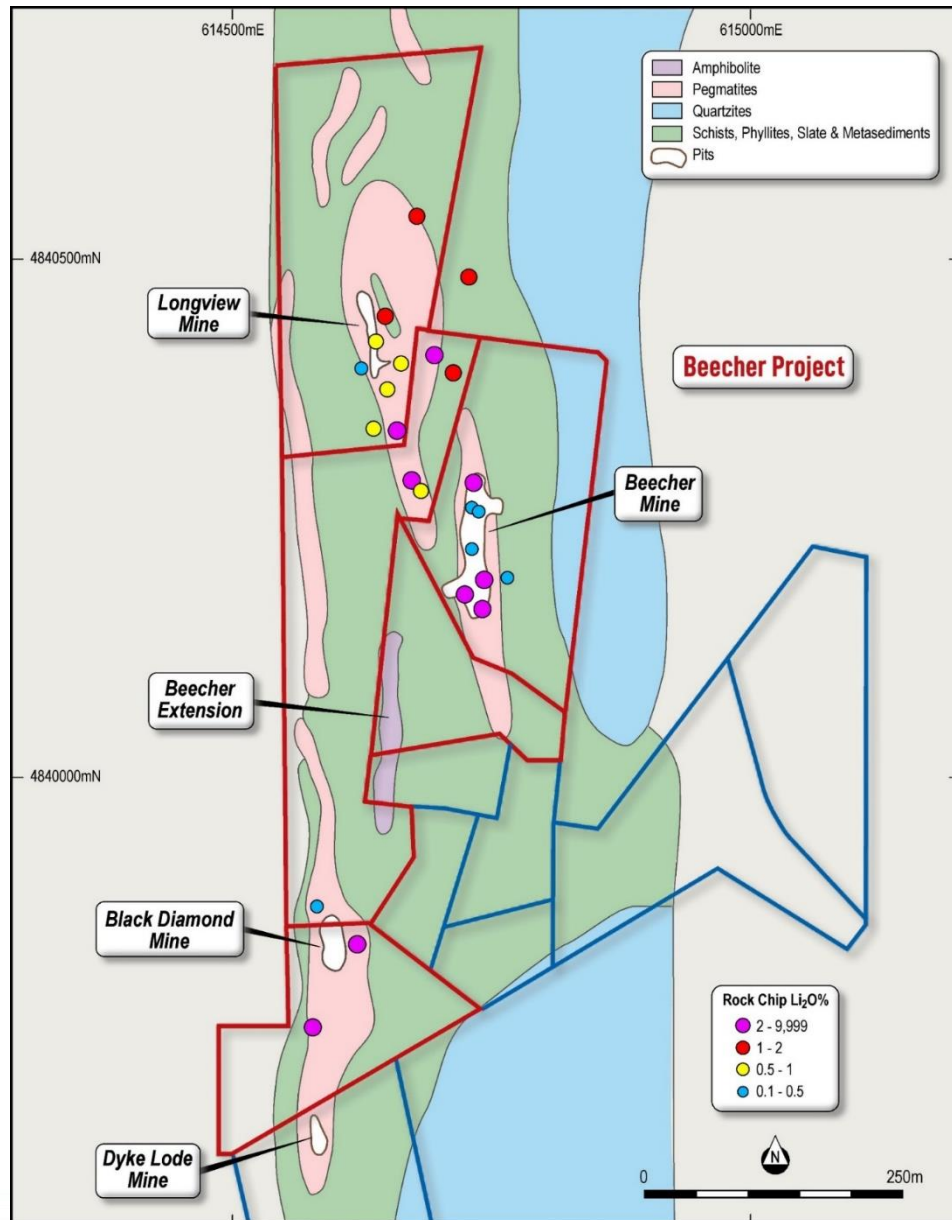 614500mE
615000mE
Amphibolite
Pegmatites
Quartzites
Schists, Phyllites, Slate & Metasediments
Pits
4840500mN
Longview
Mine
Beecher Project
Beecher
Mine
Beecher
Extension
4840000mN
Black Diamond
Mine
Rock Chip Li₂O%
2 - 9,999
1 - 2
0.5 - 1
0.1 - 0.5
Dyke Lode
Mine
N
0
250m